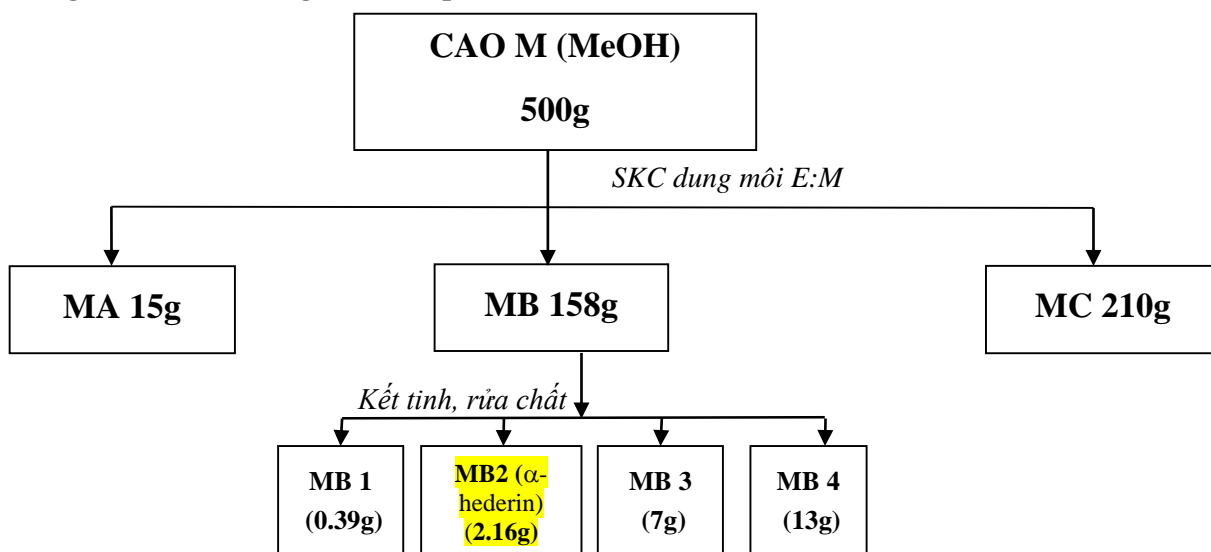 CAO M (MeOH)
500g
SKC dung môi E:M
MA 15g
MB 158g
MC 210g
Kết tinh, rửa chất
MB 1
(0.39g)
MB2 (α-
hederin)
(2.16g)
MB 3
(7g)
MB 4
(13g)